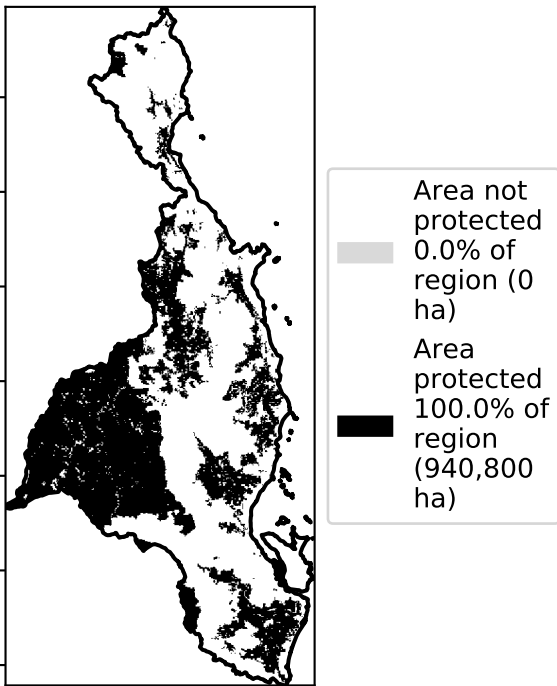 Area not
protected
0.0% of
region (0
ha)
Area
protected
100.0% of
region
(940,800
ha)